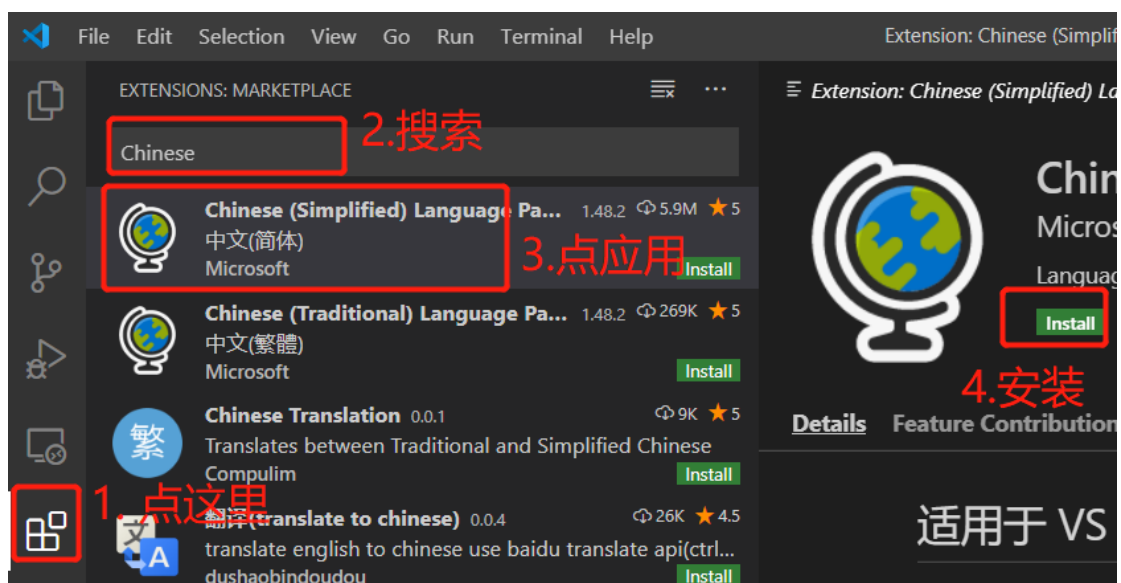 File Edit Selection View Go Run Terminal Help
Extension: Chinese (Simplif
EXTENSIONS: MARKETPLACE
Extension: Chinese (Simplified) La
Chinese
2.搜索
Chinese (Simplified) Language Pa... 1.48.2 5.9M 5
中文(简体)
Microsoft
Install
3.点应用
Chinese (Traditional) Language Pa... 1.48.2 269K 5
中文(繁體)
Microsoft
Install
繁
Chinese Translation 0.0.1 9K 5
Translates between Traditional and Simplified Chinese
Compulim
Install
1. 点这里
文
A
翻译(translate to chinese) 0.0.4 26K 4.5
translate english to chinese use baidu translate api(ctrl...
dushaobindoudou
Install
Chin
Micros
Languag
Install
4.安装
Details Feature Contribution
适用于 VS